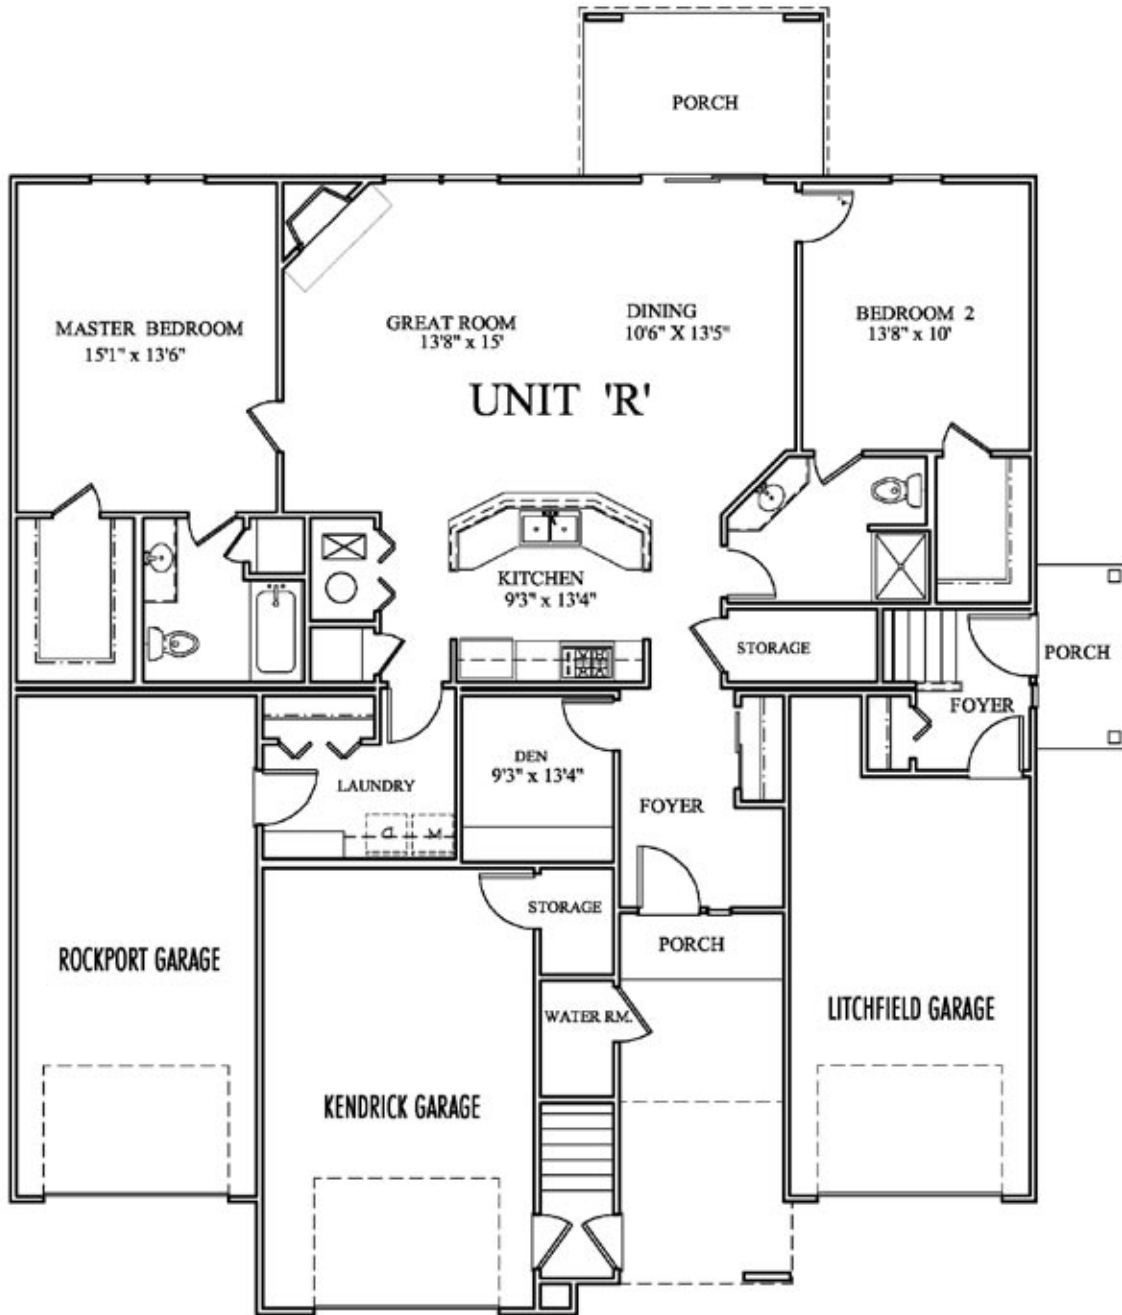 PORCH
MASTER BEDROOM
15'1" x 13'6"
GREAT ROOM
13'8" x 15'
DINING
10'6" X 13'5"
BEDROOM 2
13'8" x 10'
UNIT 'R'
KITCHEN
9'3" x 13'4"
STORAGE
PORCH
FOYER
DEN
9'3" x 13'4"
LAUNDRY
FOYER
D
M
STORAGE
PORCH
ROCKPORT GARAGE
LITCHFIELD GARAGE
WATER RM.
KENDRICK GARAGE